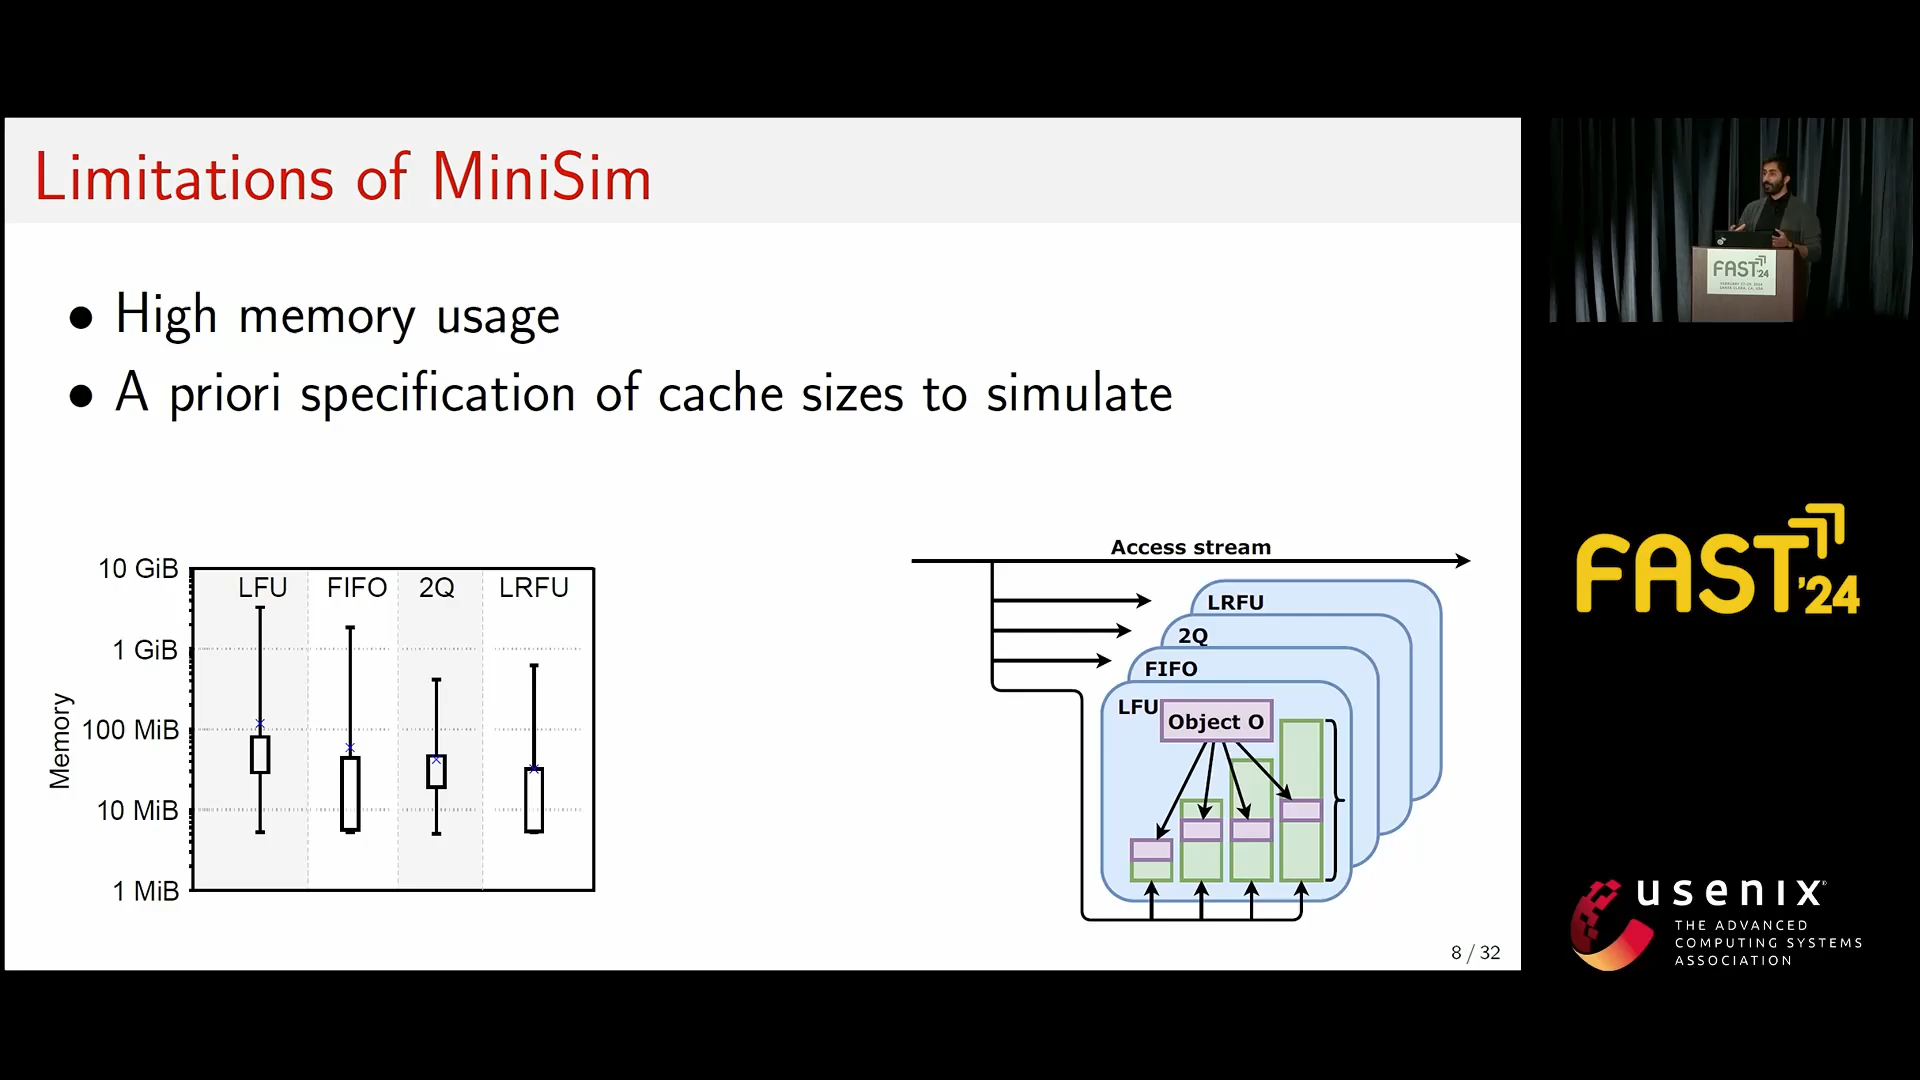 Limitations of MiniSim
• High memory usage
• A priori specification of cache sizes to simulate
Memory
10 GiB
1 GiB
100 MiB
10 MiB
1 MiB
LFU FIFO 2Q LRFU
Access stream
LRFU
2Q
FIFO
LFU
Object O
8 / 32
FAST '24
FAST '24
usenix
THE ADVANCED
COMPUTING SYSTEMS
ASSOCIATION